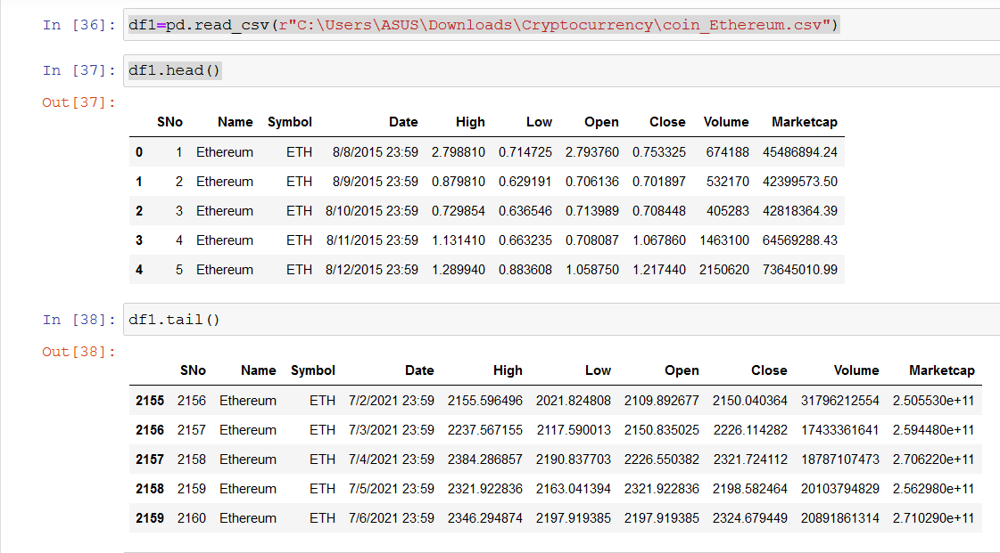 In [36]: df1=pd.read_csv(r"C:\Users\ASUS\Downloads\Cryptocurrency\coin_Ethereum.csv")
In [37]: df1.head()
Out[37]:
SNo Name Symbol Date High Low Open Close Volume Marketcap
0 1 Ethereum ETH 8/8/2015 23:59 2.798810 0.714725 2.793760 0.753325 674188 45486894.24
1 2 Ethereum ETH 8/9/2015 23:59 0.879810 0.629191 0.706136 0.701897 532170 42399573.50
2 3 Ethereum ETH 8/10/2015 23:59 0.729854 0.636546 0.713989 0.708448 405283 42818364.39
3 4 Ethereum ETH 8/11/2015 23:59 1.131410 0.663235 0.708087 1.067860 1463100 64569288.43
4 5 Ethereum ETH 8/12/2015 23:59 1.289940 0.883608 1.058750 1.217440 2150620 73645010.99
In [38]: df1.tail()
Out[38]:
SNo Name Symbol Date High Low Open Close Volume Marketcap
2155 2156 Ethereum ETH 7/2/2021 23:59 2155.596496 2021.824808 2109.892677 2150.040364 31796212554 2.505530e+11
2156 2157 Ethereum ETH 7/3/2021 23:59 2237.567155 2117.590013 2150.835025 2226.114282 17433361641 2.594480e+11
2157 2158 Ethereum ETH 7/4/2021 23:59 2384.286857 2190.837703 2226.550382 2321.724112 18787107473 2.706220e+11
2158 2159 Ethereum ETH 7/5/2021 23:59 2321.922836 2163.041394 2321.922836 2198.582464 20103794829 2.562980e+11
2159 2160 Ethereum ETH 7/6/2021 23:59 2346.294874 2197.919385 2197.919385 2324.679449 20891861314 2.710290e+11